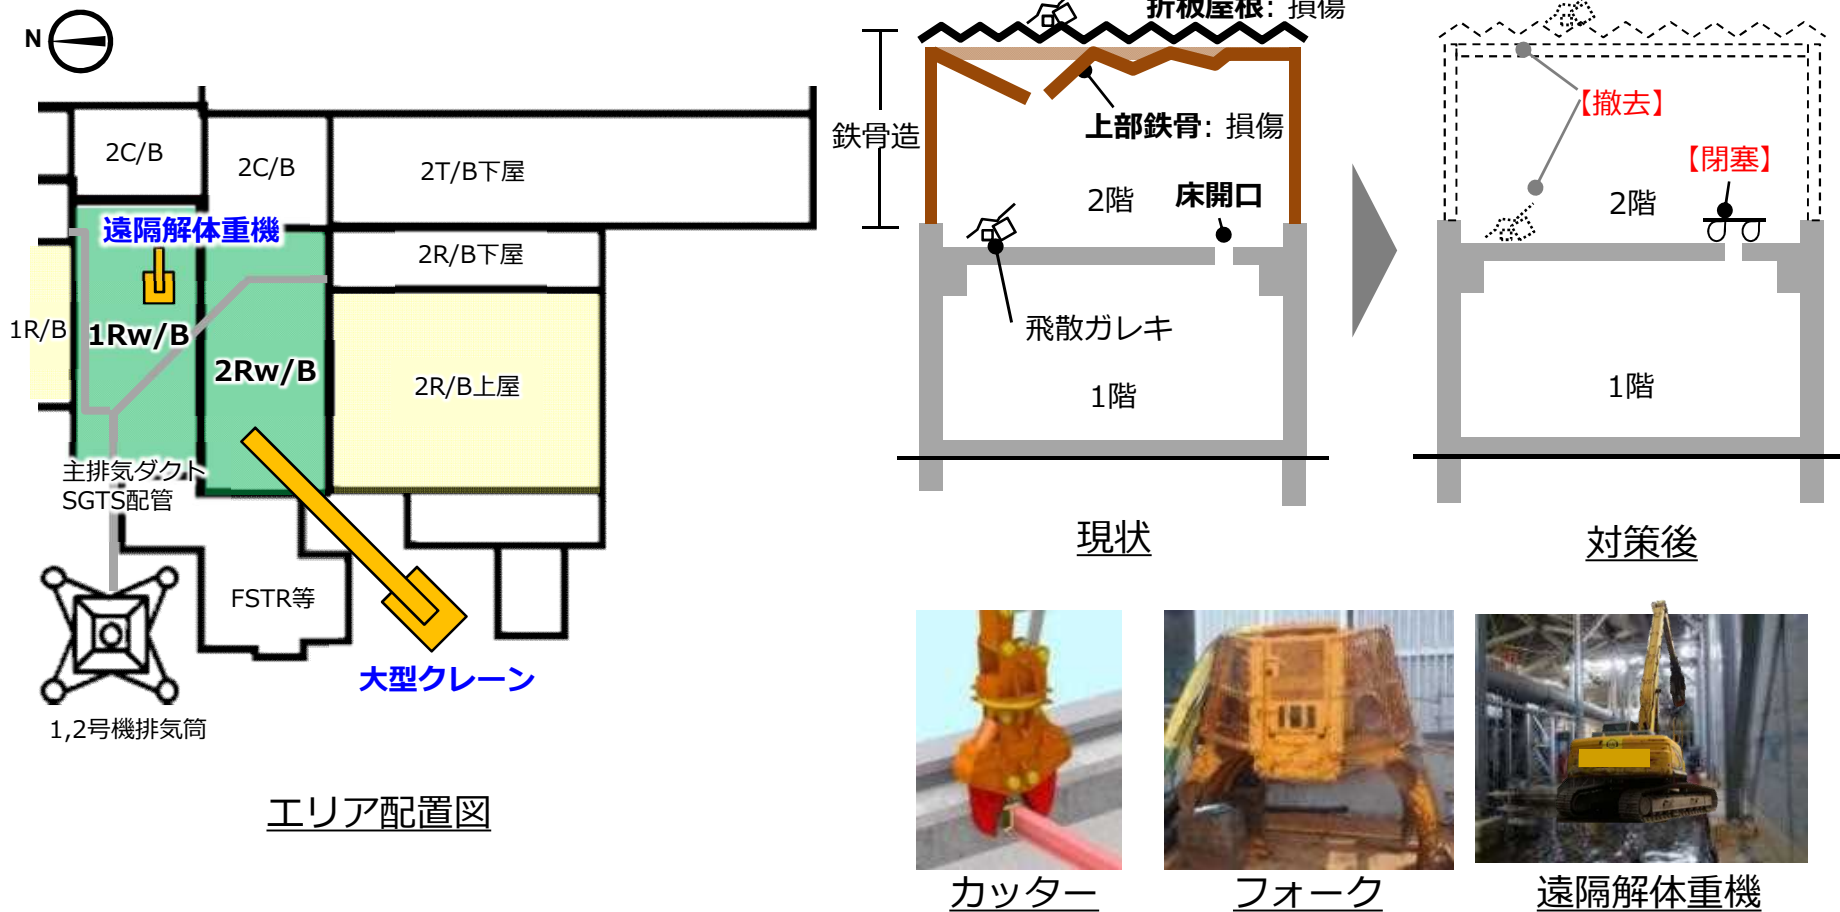 N
2C/B
2C/B
2T/B下屋
遠隔解体重機
2R/B下屋
1R/B
1Rw/B
2Rw/B
2R/B上屋
主排気ダクト
SGTS配管
FSTR等
大型クレーン
1,2号機排気筒
エリア配置図
折板屋根: 損傷
鉄骨造
上部鉄骨: 損傷
2階
床開口
飛散ガレキ
1階
現状
【撤去】
【閉塞】
2階
1階
対策後
カッター
フォーク
遠隔解体重機